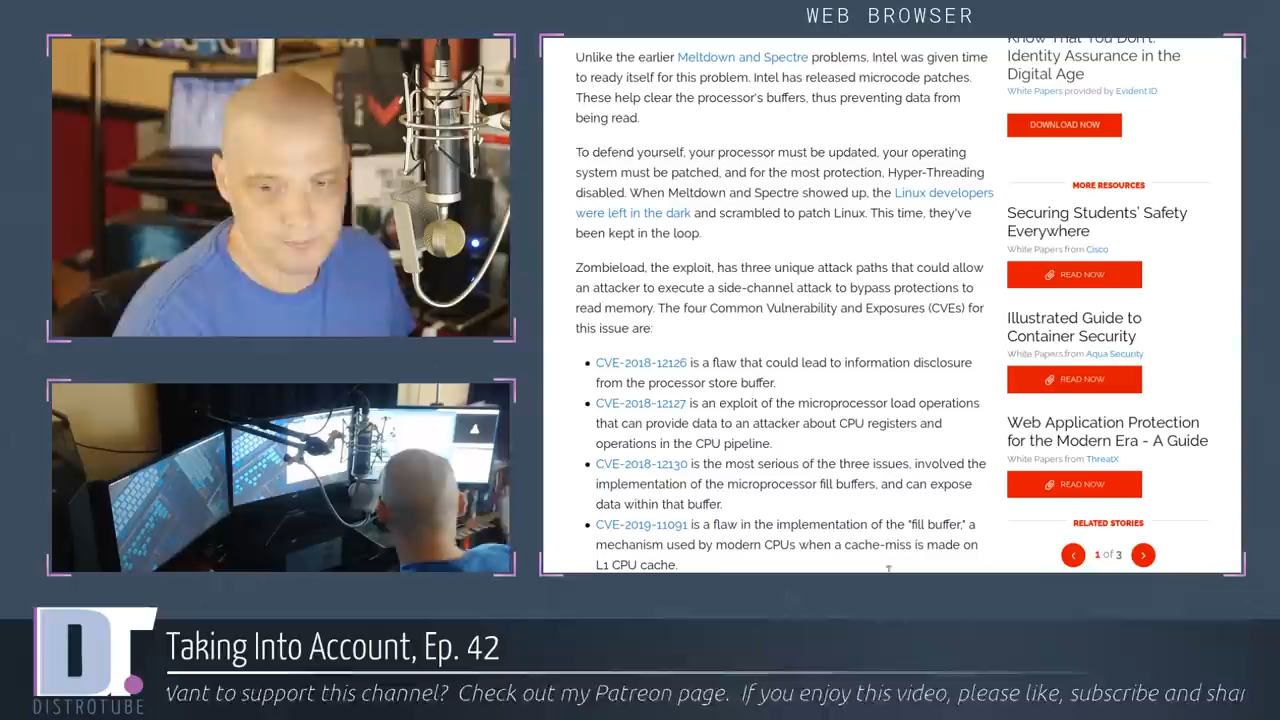 WEB BROWSER
Unlike the earlier Meltdown and Spectre problems, Intel was given time
to ready itself for this problem. Intel has released microcode patches.
These help clear the processor's buffers, thus preventing data from
being read.
To defend yourself, your processor must be updated, your operating
system must be patched, and for the most protection, Hyper-Threading
disabled. When Meltdown and Spectre showed up, the Linux developers
were left in the dark and scrambled to patch Linux. This time, they've
been kept in the loop.
Zombieload, the exploit, has three unique attack paths that could allow
an attacker to execute a side-channel attack to bypass protections to
read memory. The four Common Vulnerability and Exposures (CVEs) for
this issue are:
• CVE-2018-12126 is a flaw that could lead to information disclosure
from the processor store buffer.
• CVE-2018-12127 is an exploit of the microprocessor load operations
that can provide data to an attacker about CPU registers and
operations in the CPU pipeline.
• CVE-2018-12130 is the most serious of the three issues, involved the
implementation of the microprocessor fill buffers, and can expose
data within that buffer.
• CVE-2019-11091 is a flaw in the implementation of the "fill buffer," a
mechanism used by modern CPUs when a cache-miss is made on
L1 CPU cache.
Know That You Don't:
Identity Assurance in the
Digital Age
White Papers provided by Evident ID
DOWNLOAD NOW
MORE RESOURCES
Securing Students' Safety
Everywhere
White Papers from Cisco
READ NOW
Illustrated Guide to
Container Security
White Papers from Aqua Security
READ NOW
Web Application Protection
for the Modern Era - A Guide
White Papers from ThreatX
READ NOW
RELATED STORIES
1 of 3
DT
DISTROTUBE
Taking Into Account, Ep. 42
Want to support this channel? Check out my Patreon page. If you enjoy this video, please like, subscribe and shar